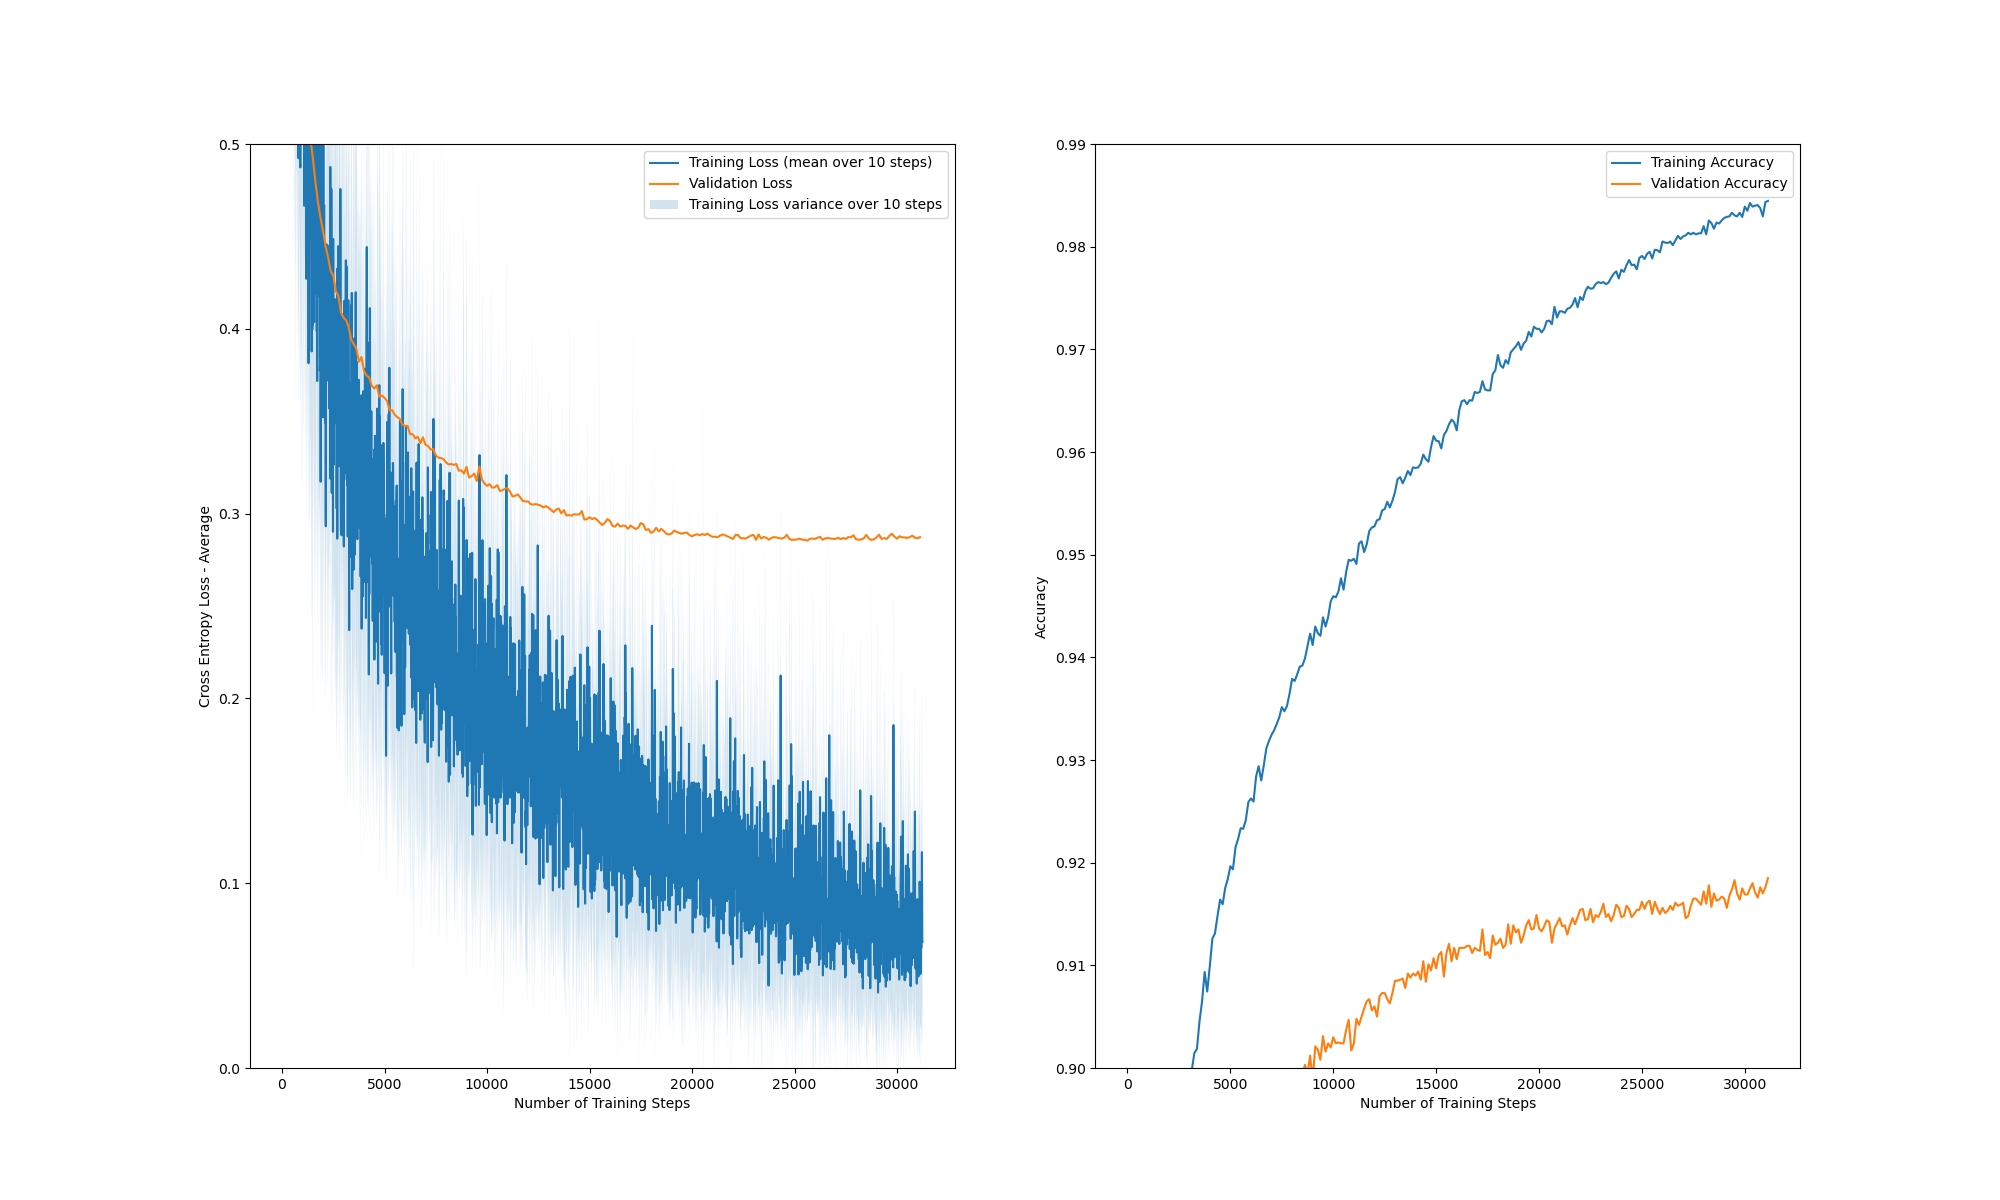 Training Loss (mean over 10 steps)
Validation Loss
Training Loss variance over 10 steps
0.5
0.4
0.3
0.2
0.1
0.0
Cross Entropy Loss - Average
0 5000 10000 15000 20000 25000 30000
Number of Training Steps
Training Accuracy
Validation Accuracy
0.99
0.98
0.97
0.96
0.95
0.94
0.93
0.92
0.91
0.90
Accuracy
0 5000 10000 15000 20000 25000 30000
Number of Training Steps